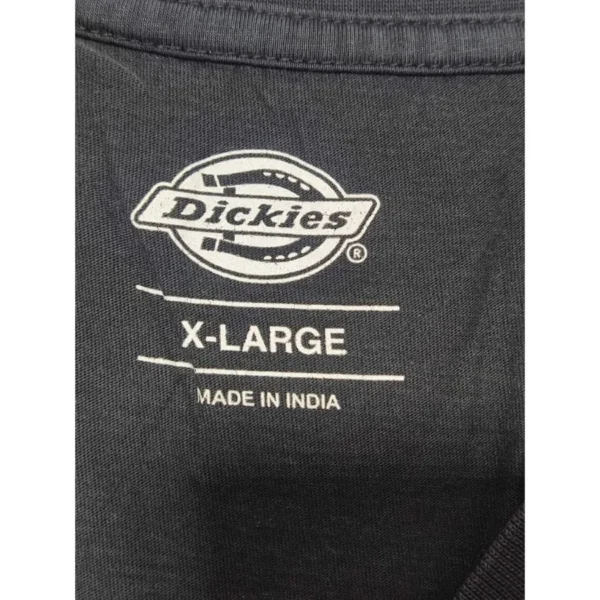 Dickies
®
X-LARGE
MADE IN INDIA